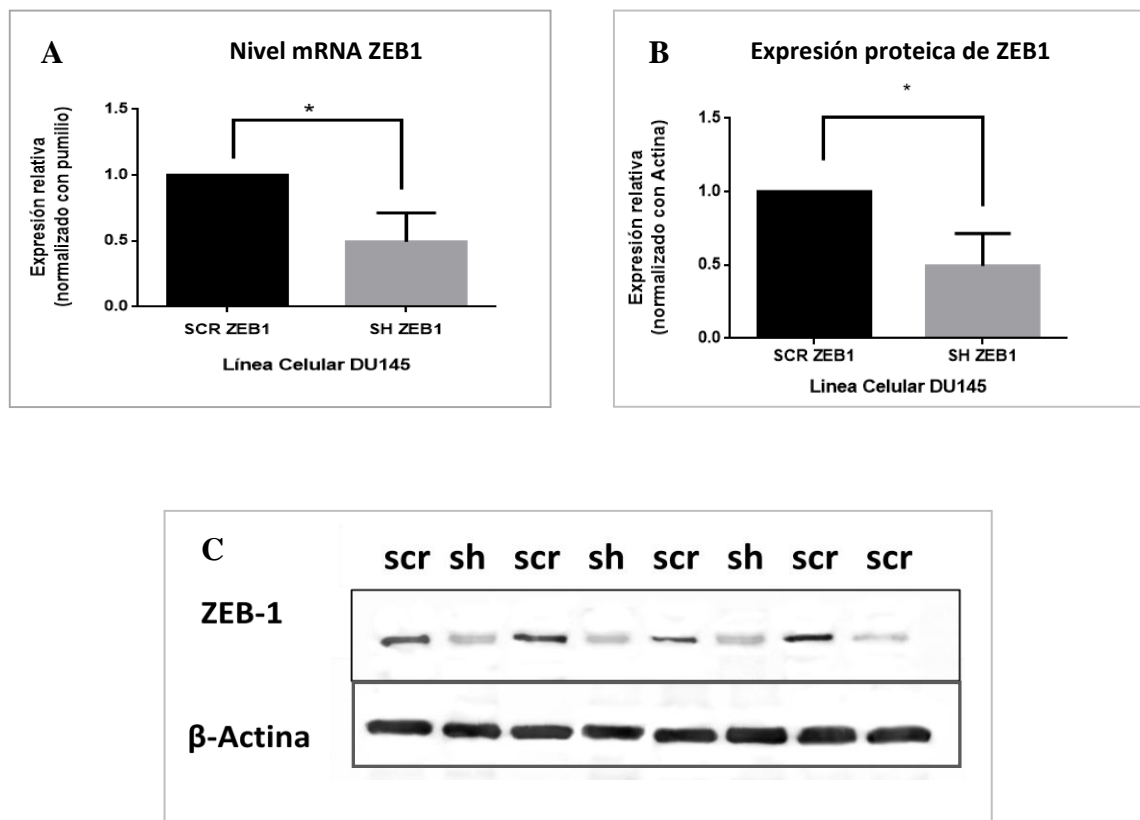 A
Nivel mRNA ZEB1
Expresión relativa
(normalizado con pumilio)
1.5
1.0
0.5
0.0
*
SCR ZEB1 SH ZEB1
Línea Celular DU145
B
Expresión proteica de ZEB1
Expresión relativa
(normalizado con Actina)
1.5
1.0
0.5
0.0
*
SCR ZEB1 SH ZEB1
Linea Celular DU145
C
scr sh scr sh scr sh scr scr
ZEB-1
β-Actina